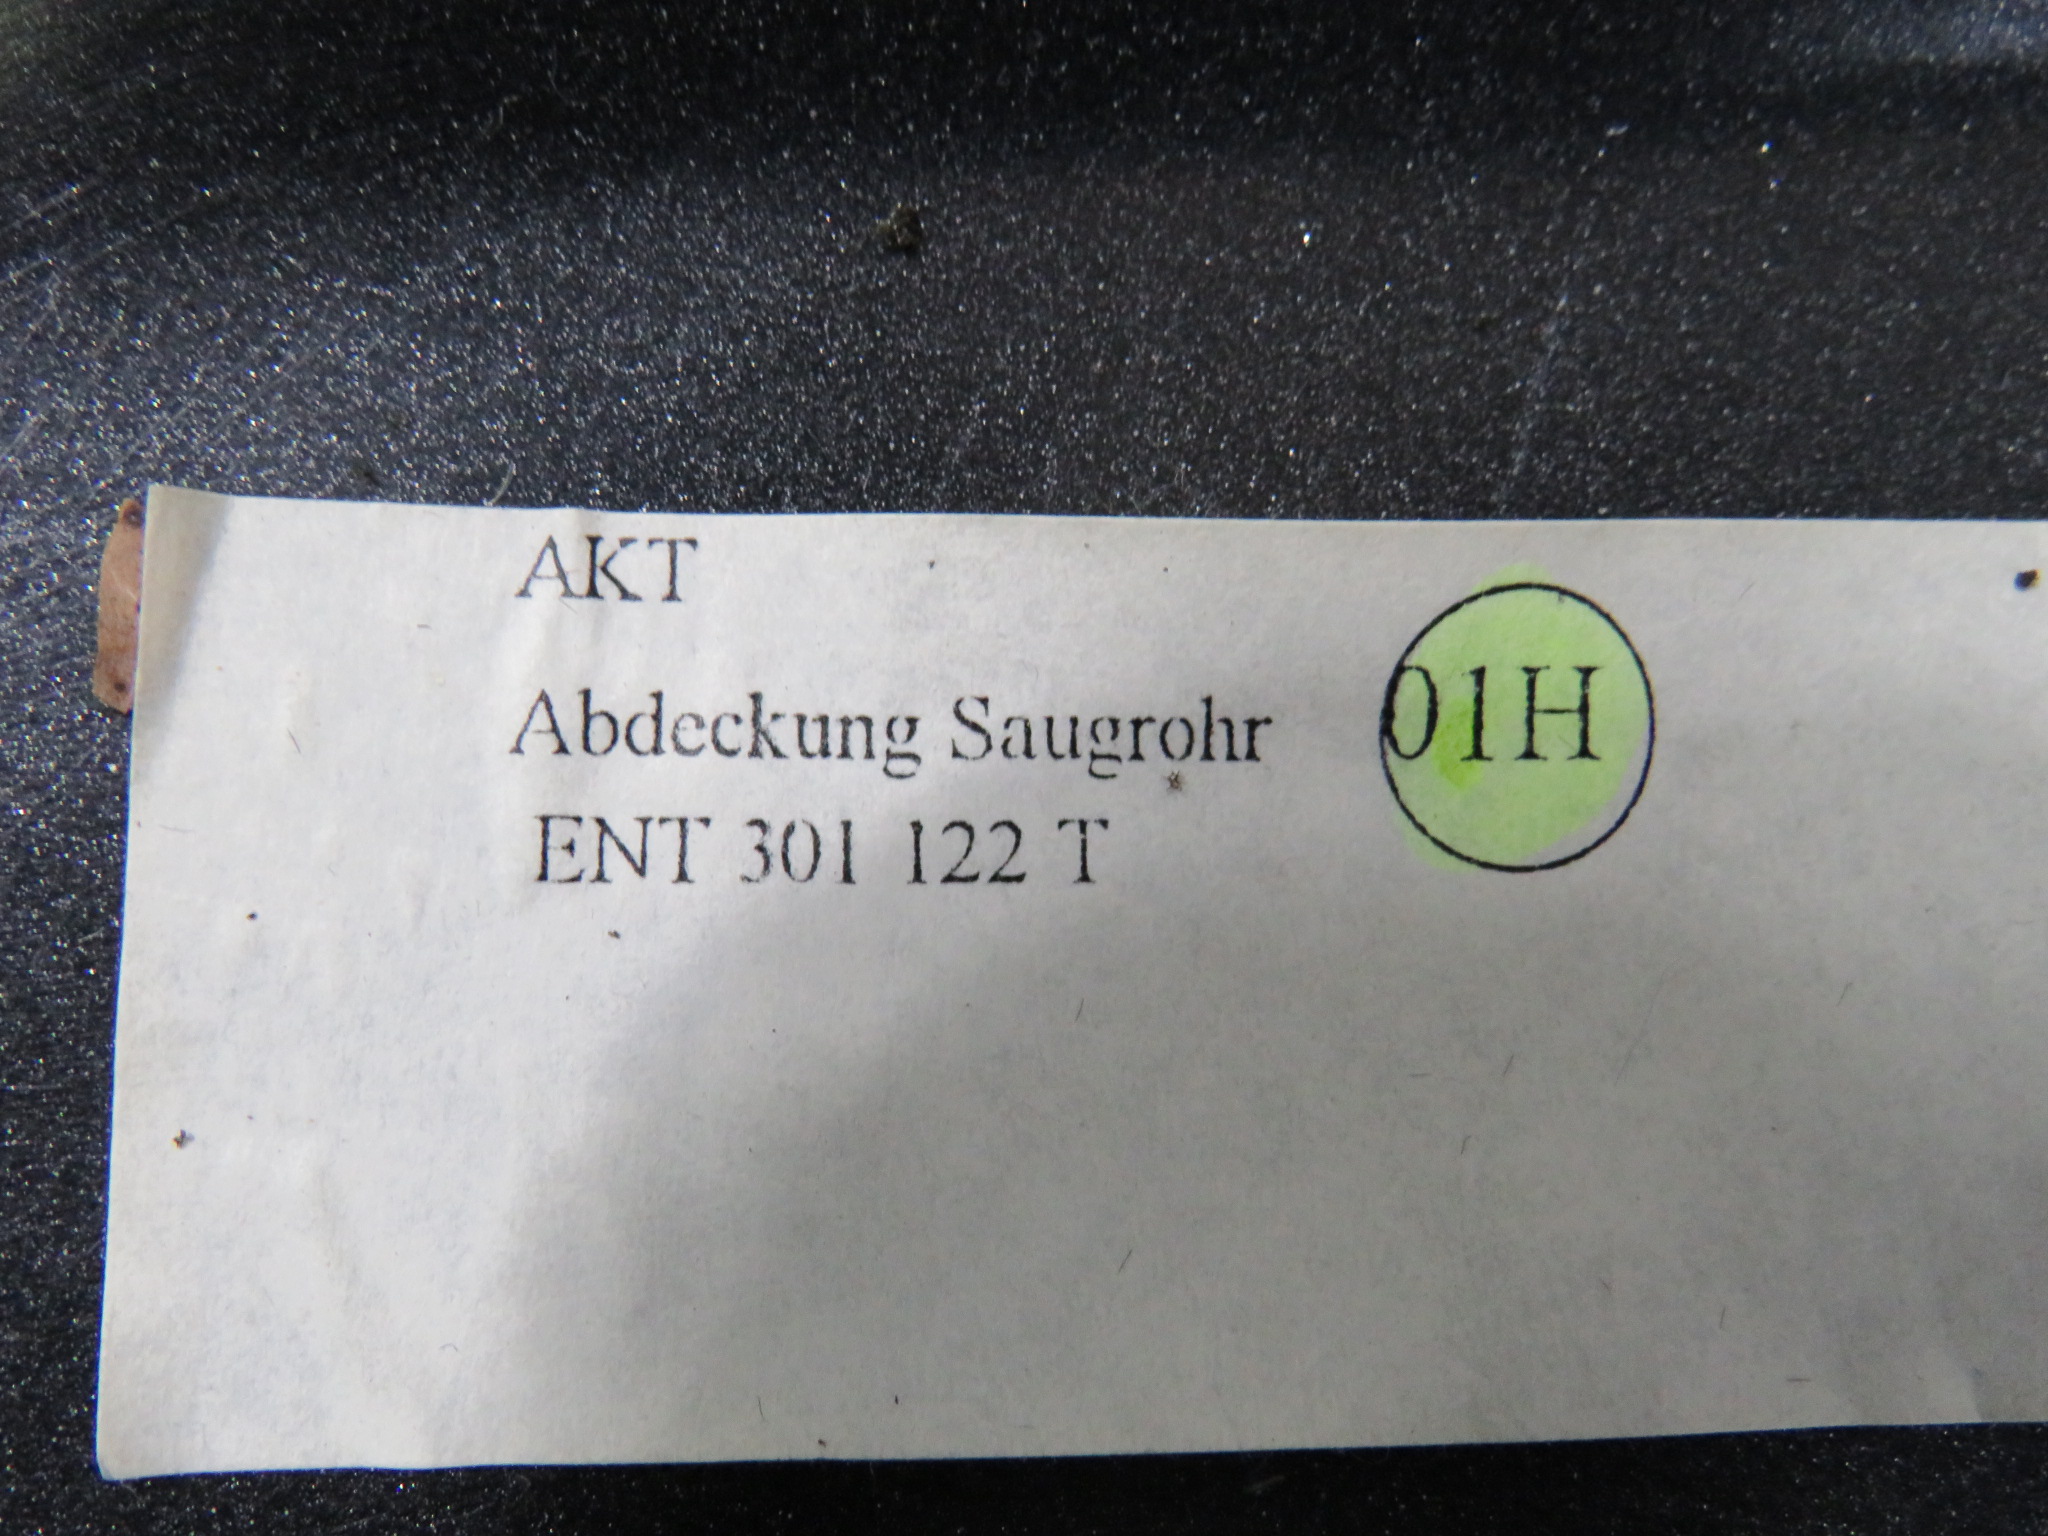 AKT
Abdeckung Saugrohr
01H
ENT 301 122 T